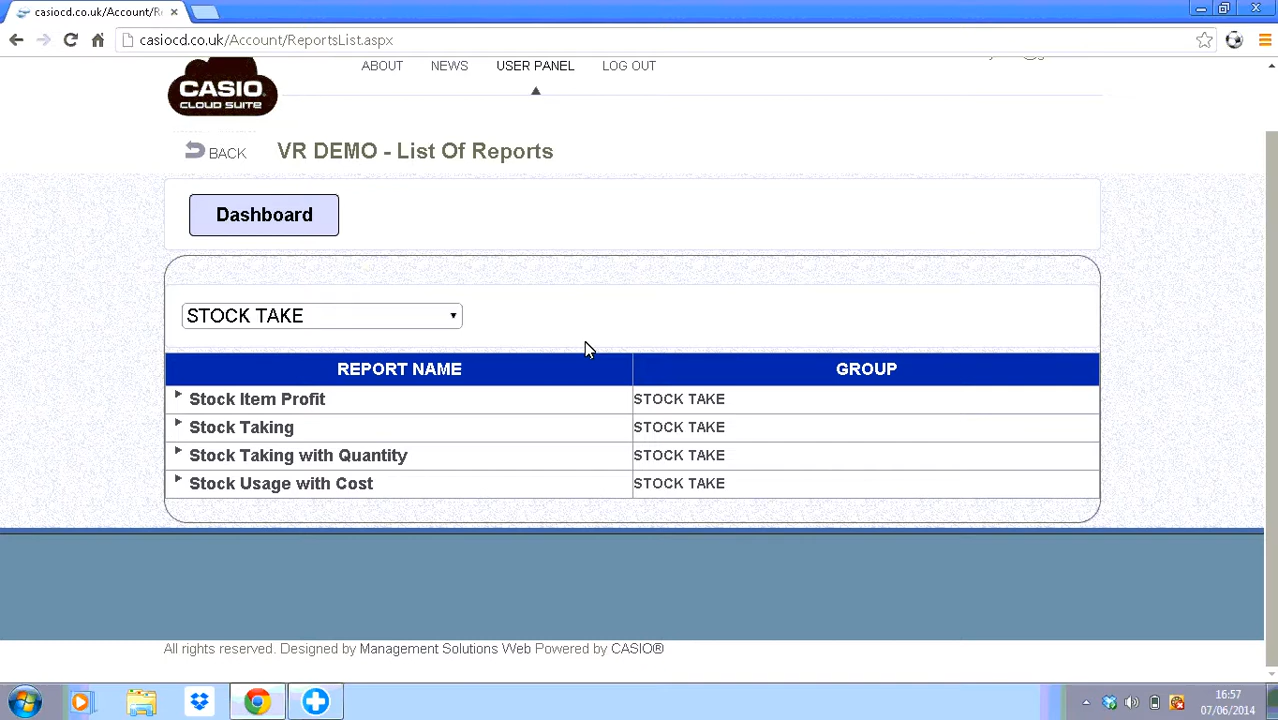 casiocd.co.uk/Account/R
casiocd.co.uk/Account/ReportsList.aspx
CASIO
CLOUD SUITE
ABOUT NEWS USER PANEL LOG OUT
BACK VR DEMO - List Of Reports
Dashboard
STOCK TAKE
REPORT NAME GROUP
Stock Item Profit STOCK TAKE
Stock Taking STOCK TAKE
Stock Taking with Quantity STOCK TAKE
Stock Usage with Cost STOCK TAKE
All rights reserved. Designed by Management Solutions Web Powered by CASIO®
16:57
07/06/2014